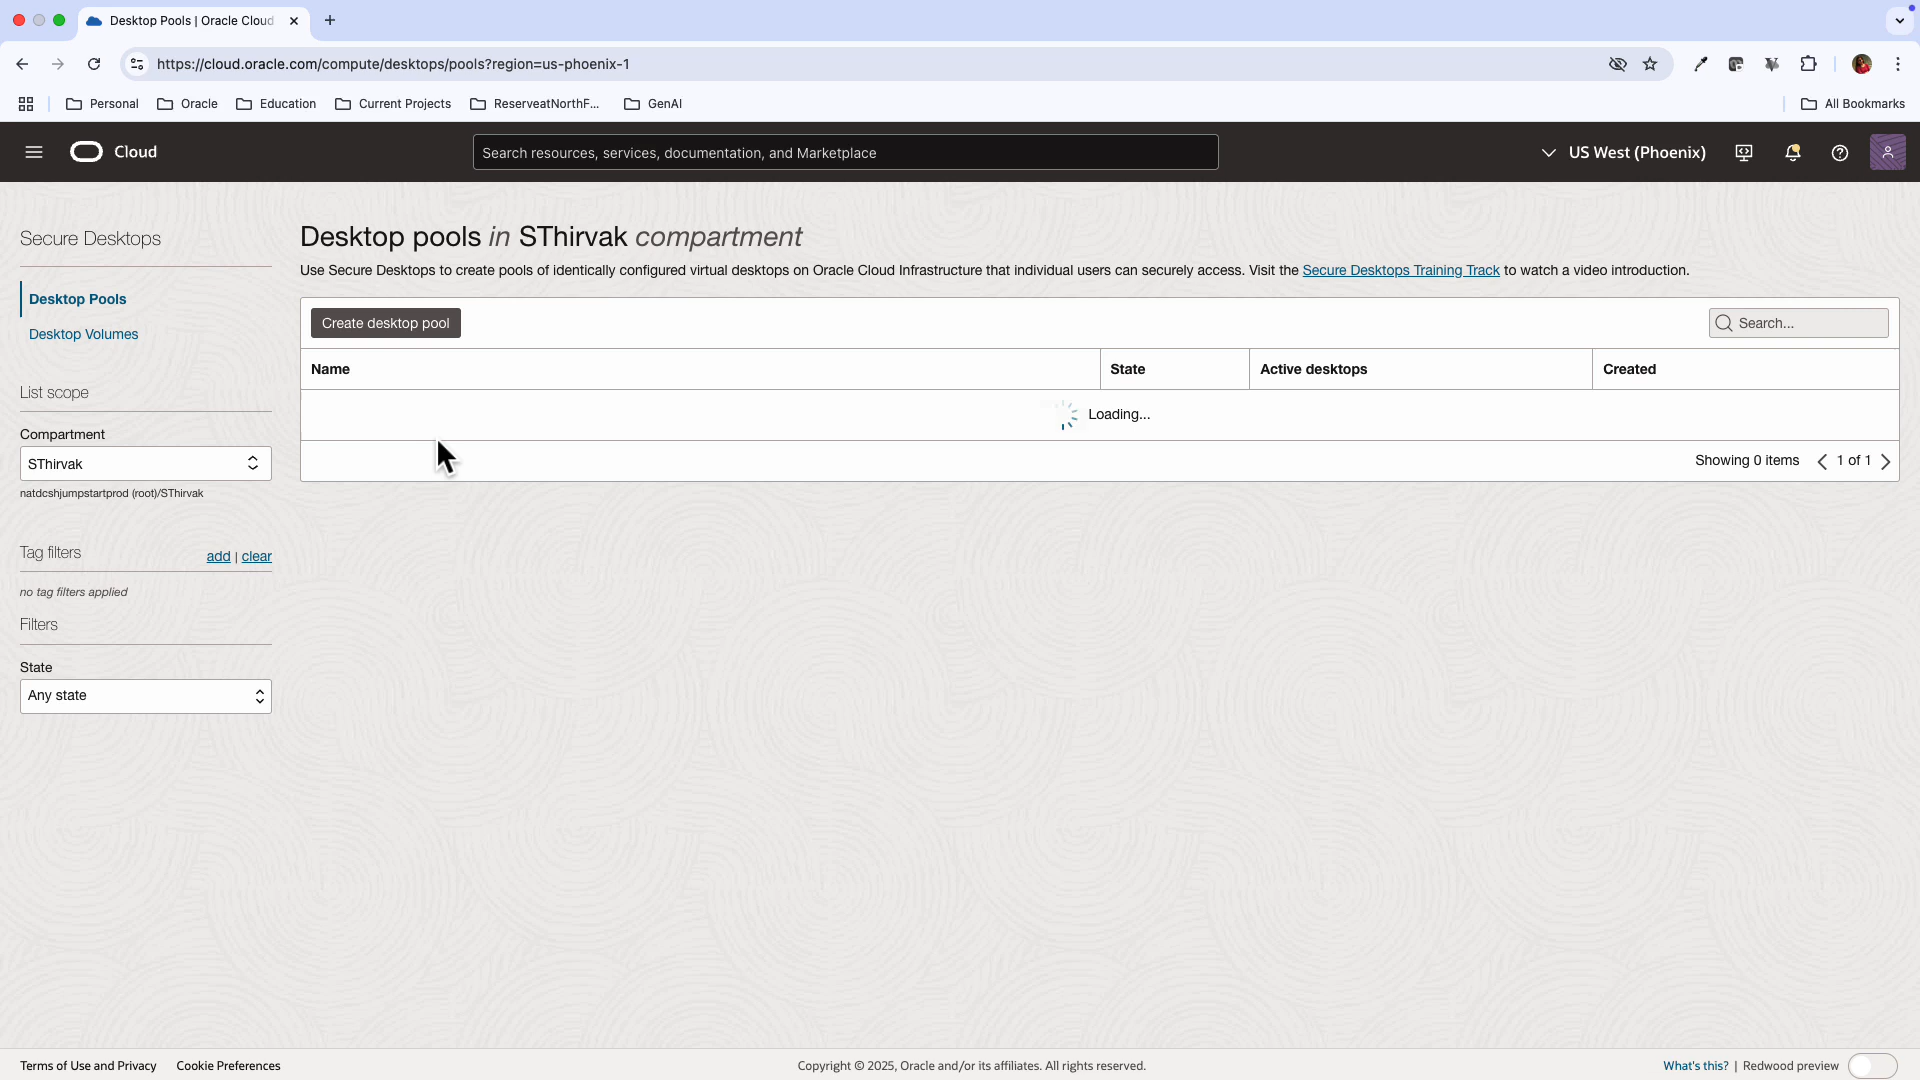 Desktop Pools | Oracle Cloud
https://cloud.oracle.com/compute/desktops/pools?region=us-phoenix-1
Personal
Oracle
Education
Current Projects
ReserveatNorthF...
GenAI
All Bookmarks
Cloud
Search resources, services, documentation, and Marketplace
US West (Phoenix)
Secure Desktops
Desktop Pools
Desktop Volumes
List scope
Compartment
SThirvak
natdcshjumpstartprod (root)/SThirvak
Tag filters
add | clear
no tag filters applied
Filters
State
Any state
Desktop pools in SThirvak compartment
Use Secure Desktops to create pools of identically configured virtual desktops on Oracle Cloud Infrastructure that individual users can securely access. Visit the Secure Desktops Training Track to watch a video introduction.
Create desktop pool
Search...
Name
State
Active desktops
Created
Loading...
Showing 0 items
1 of 1
Terms of Use and Privacy
Cookie Preferences
Copyright © 2025, Oracle and/or its affiliates. All rights reserved.
What's this? | Redwood preview